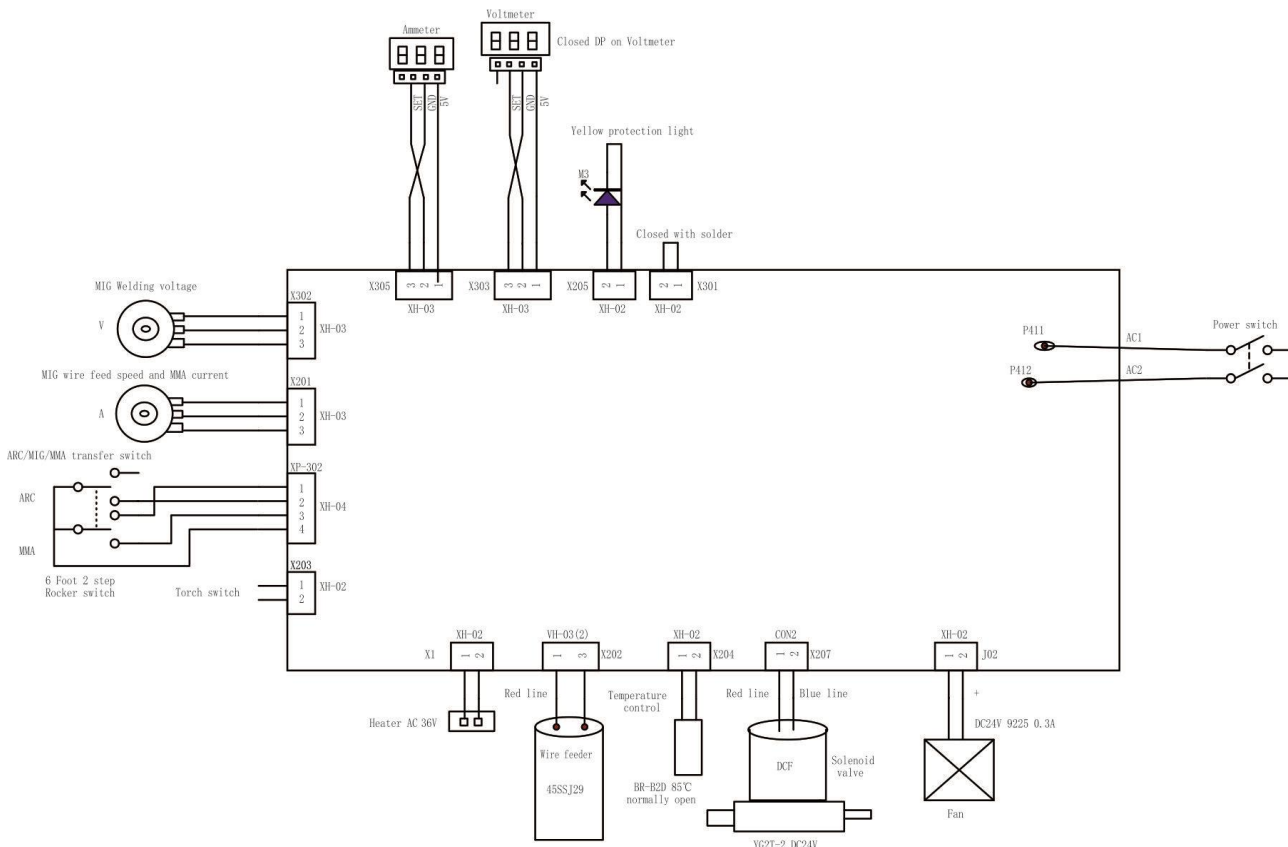 Voltmeter
Ammeter
Closed DP on Voltmeter
SET
GND
5V
SET
GND
5V
Yellow protection light
M3
Closed with solder
X305
3 2 1
XH-03
X303
3 2 1
XH-03
X205
2 1
XH-02
2 1
X301
XH-02
MIG Welding voltage
V
X302
1
2
3
XH-03
MIG wire feed speed and MMA current
A
X201
1
2
3
XH-03
ARC/MIG/MMA transfer switch
ARC
MMA
6 Foot 2 step
Rocker switch
XP-302
1
2
3
4
XH-04
Torch switch
X203
1
2
XH-02
P411
AC1
P412
AC2
Power switch
X1
XH-02
1 2
Heater AC 36V
VH-03(2)
1 3
X202
Red line
Wire feeder
45SSJ29
XH-02
1 2
X204
Temperature
control
BR-B2D 85℃
normally open
CON2
1 2
X207
Red line
Blue line
DCF
Solenoid
valve
YG2T-2 DC24V
XH-02
1 2
J02
+
DC24V 9225 0.3A
Fan